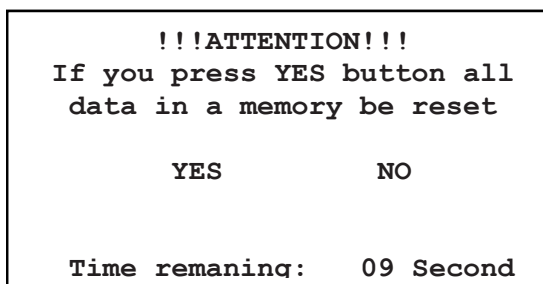 !!!ATTENTION!!!
If you press YES button all
data in a memory be reset
YES NO
Time remaning: 09 Second